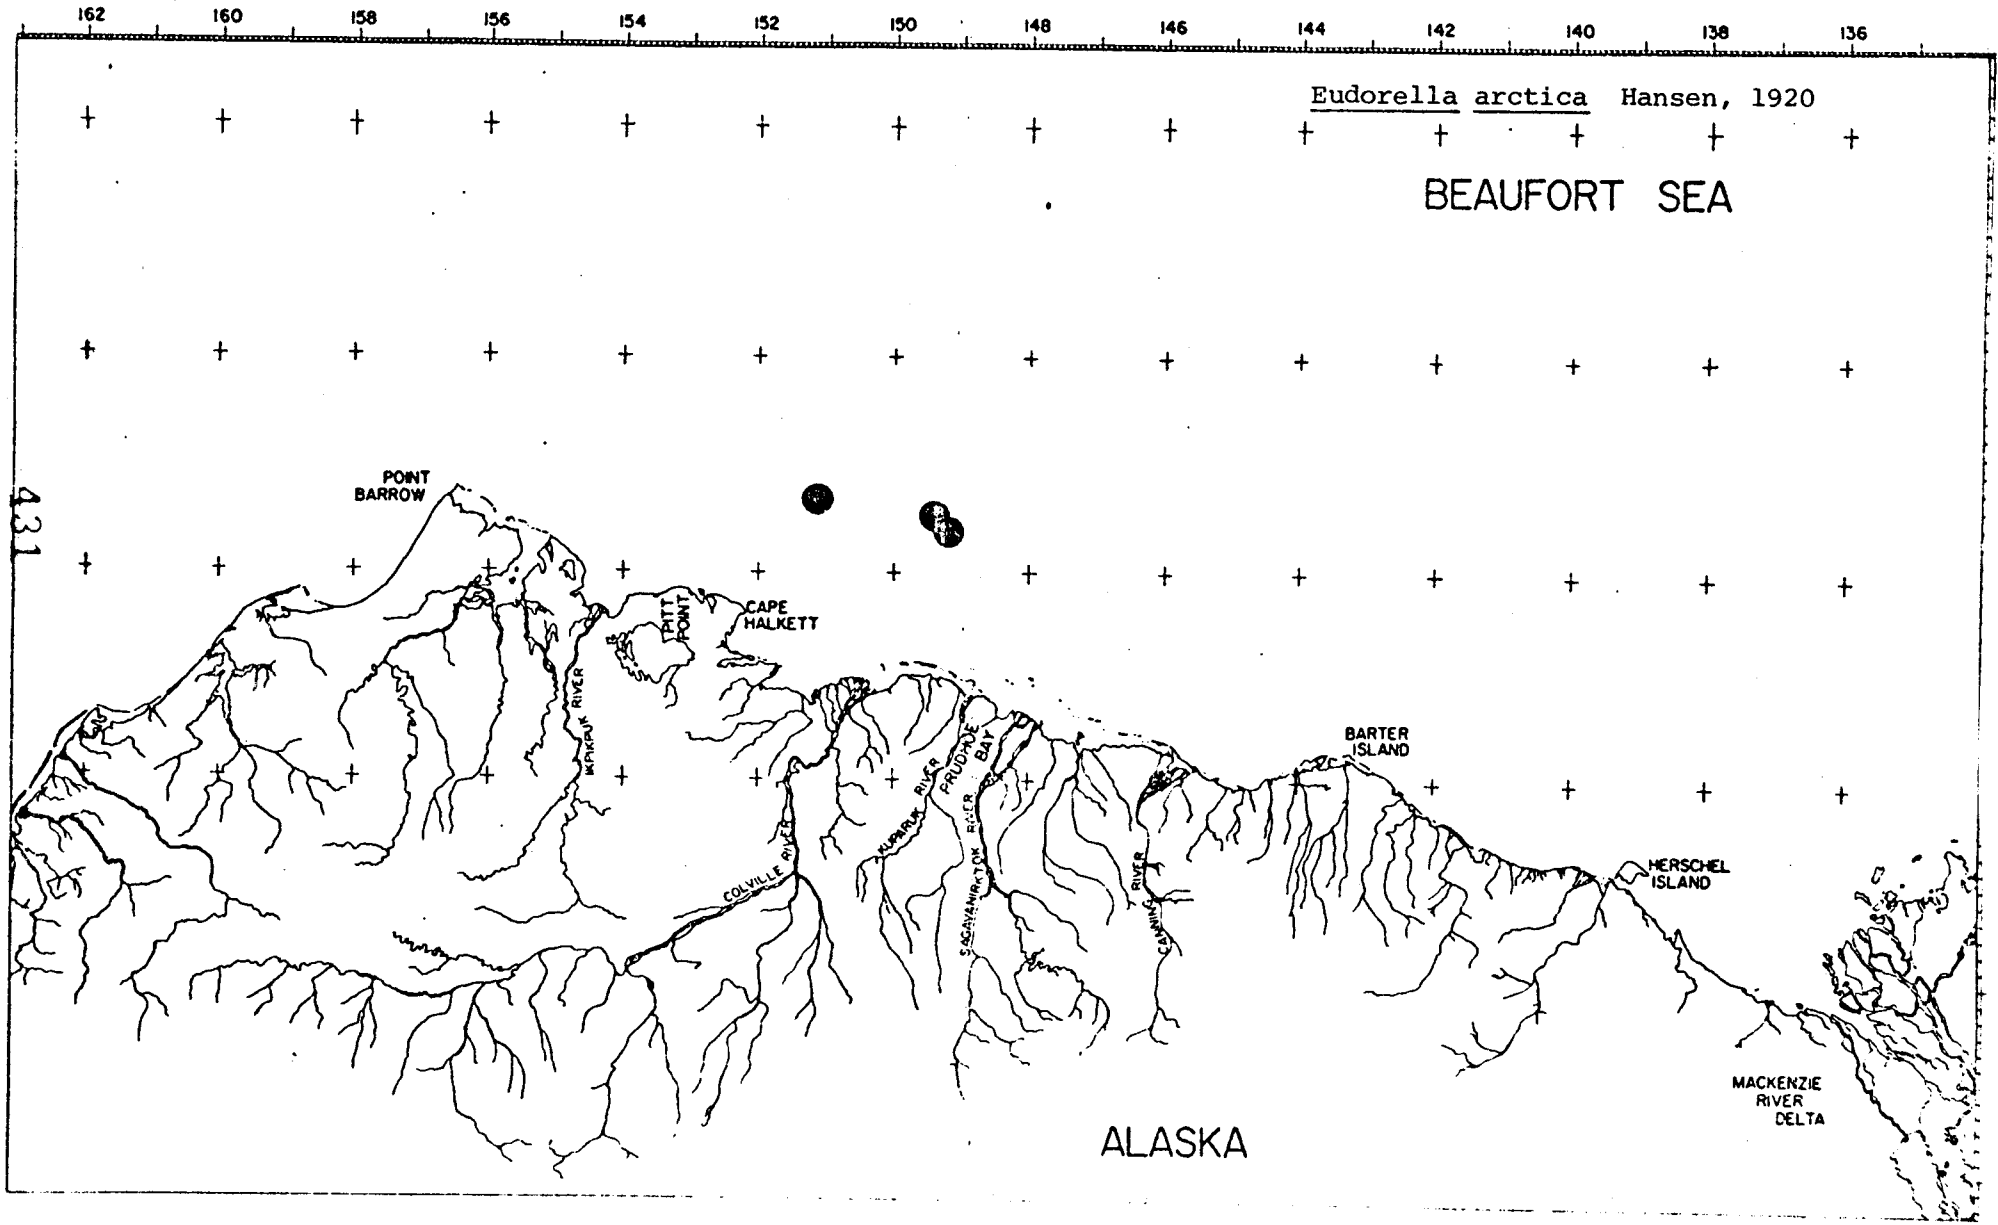 162 160 158 156 154 152 150 148 146 144 142 140 138 136
Eudorella arctica Hansen, 1920
BEAUFORT SEA
POINT
BARROW
431
PITT
POINT
CAPE
HALKETT
IKPIKPUK RIVER
COLVILLE RIVER
KUPARUK RIVER
PRUDHOE
BAY
SAGAVANIRKTOK RIVER
CANNING RIVER
BARTER
ISLAND
HERSCHEL
ISLAND
MACKENZIE
RIVER
DELTA
ALASKA